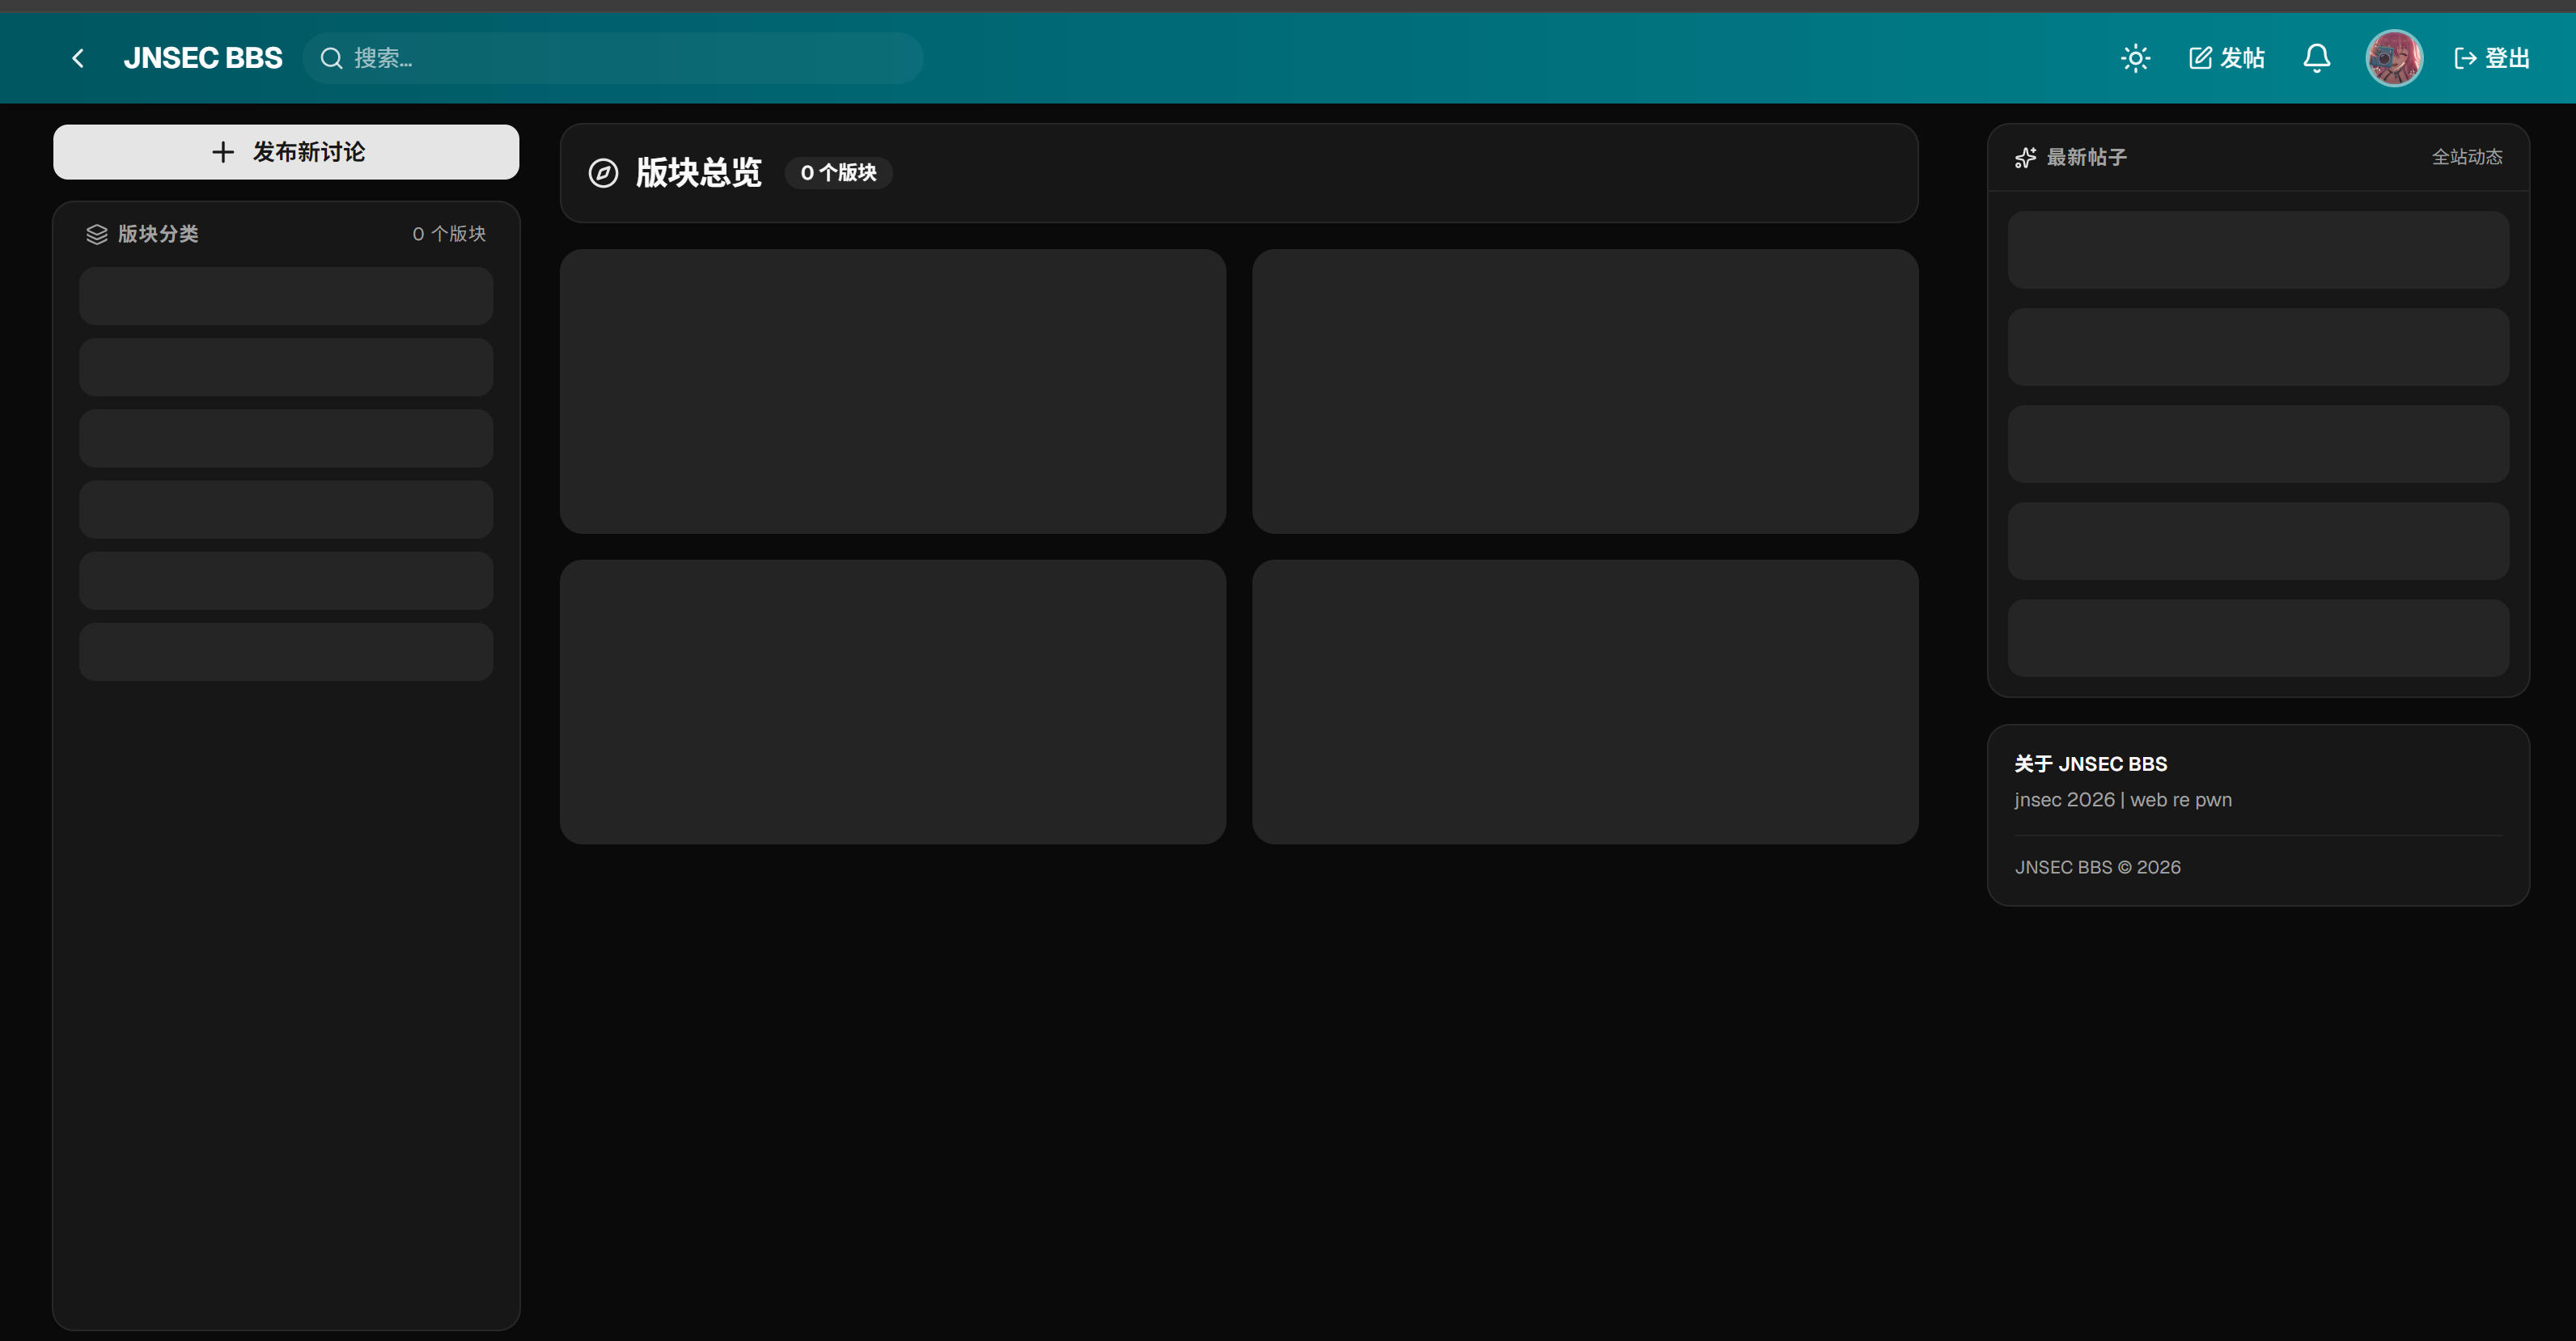 JNSEC BBS
搜索...
发帖
登出
发布新讨论
版块分类
0 个版块
版块总览
0 个版块
最新帖子
全站动态
关于 JNSEC BBS
jnsec 2026 | web re pwn
JNSEC BBS © 2026